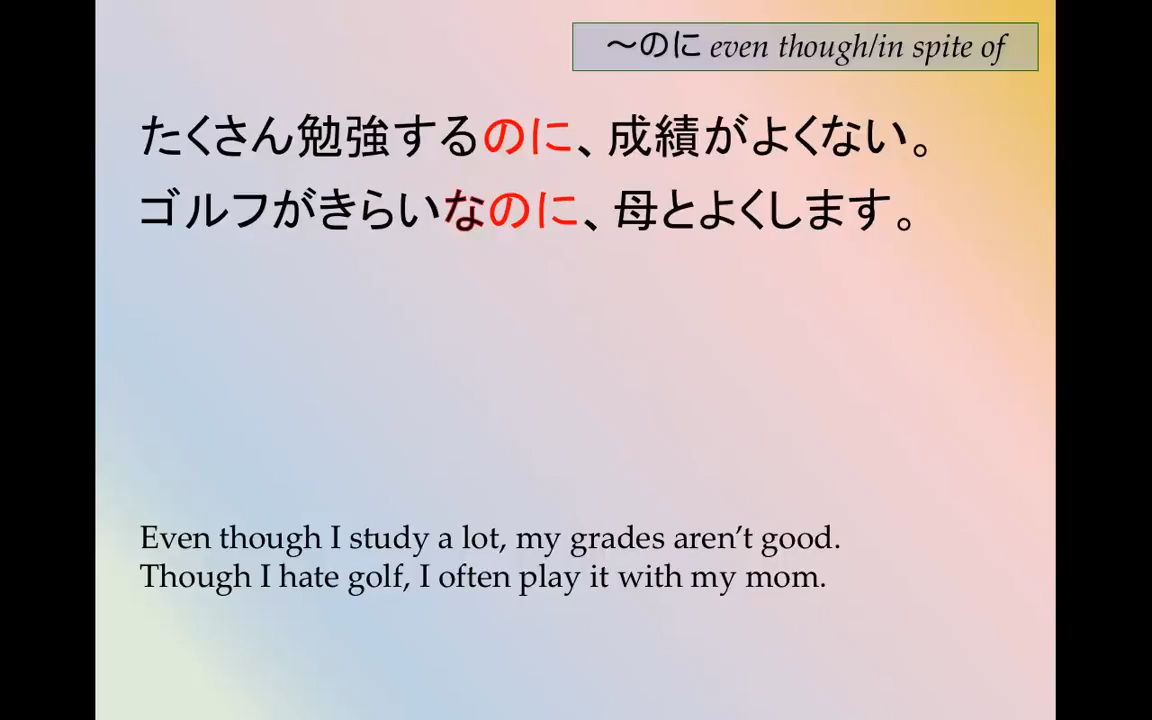 〜のに even though/in spite of
たくさん勉強するのに、成績がよくない。
ゴルフがきらいなのに、母とよくします。
Even though I study a lot, my grades aren’t good.
Though I hate golf, I often play it with my mom.